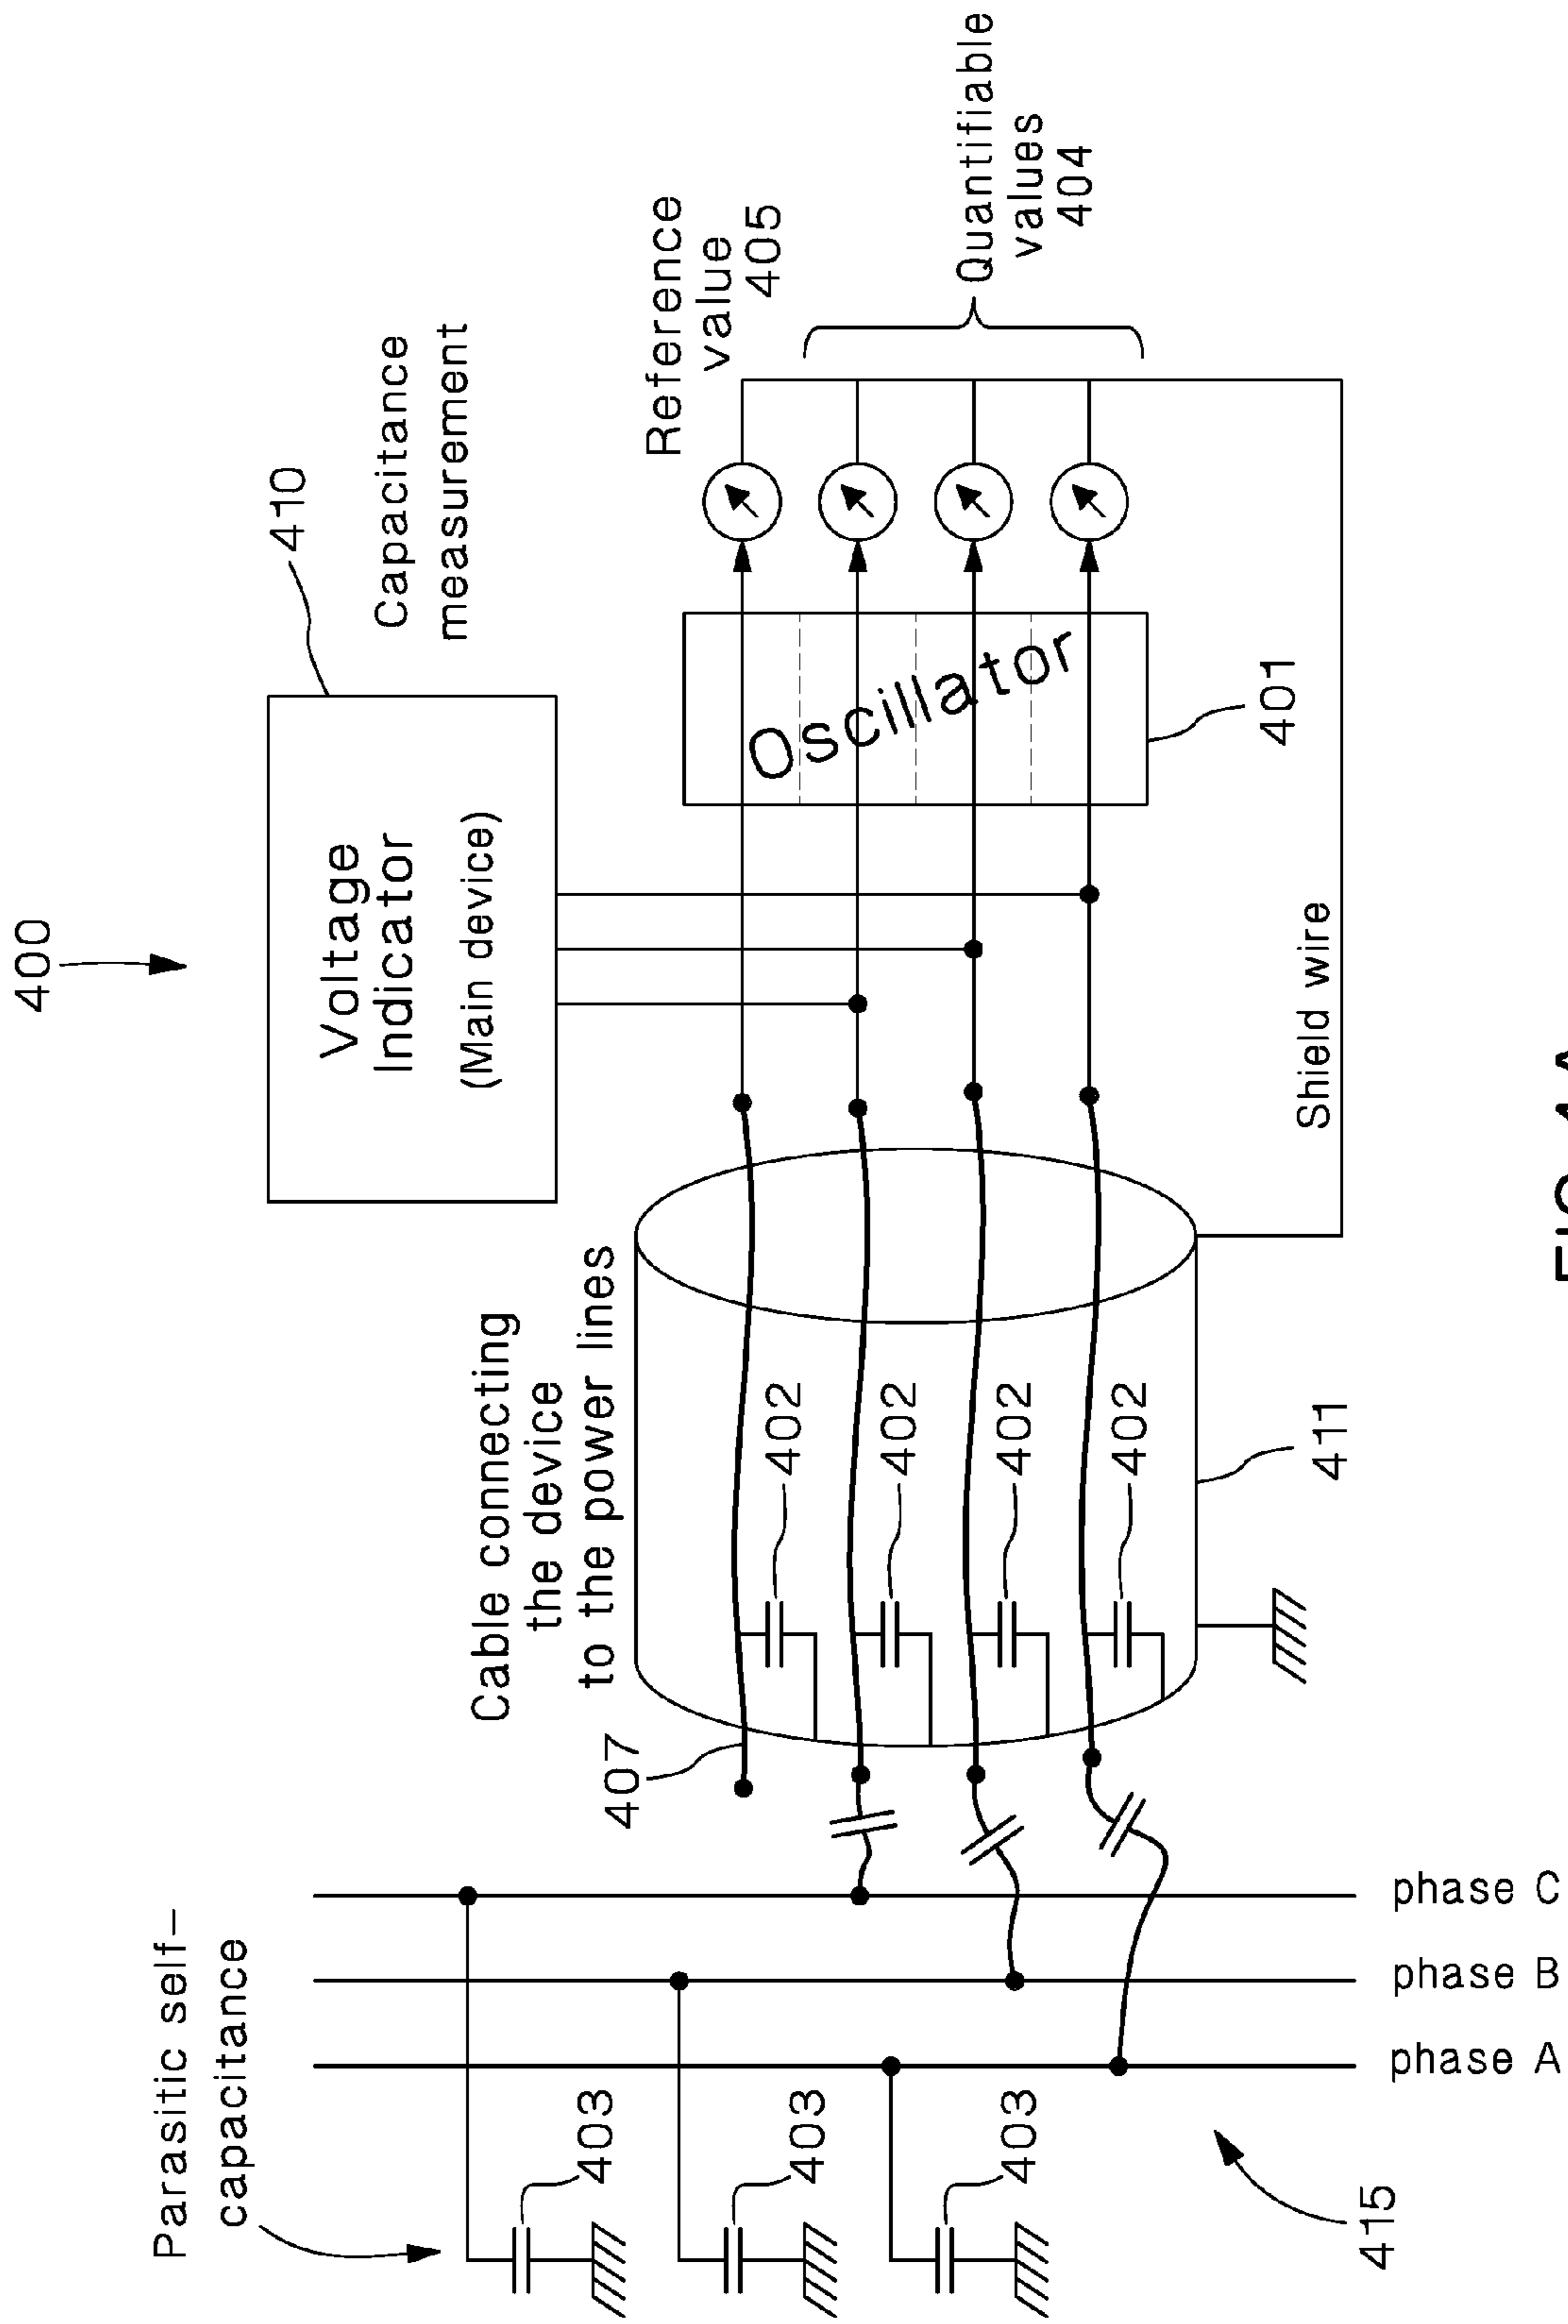 400
410
Voltage
Indicator
(Main device)
Capacitance
measurement
Parasitic self-
capacitance
Cable connecting
the device
to the power lines
Reference
value
405
Quantifiable
values
404
407
403
403
403
402
402
402
402
Oscillator
401
Shield wire
411
415
phase A
phase B
phase C